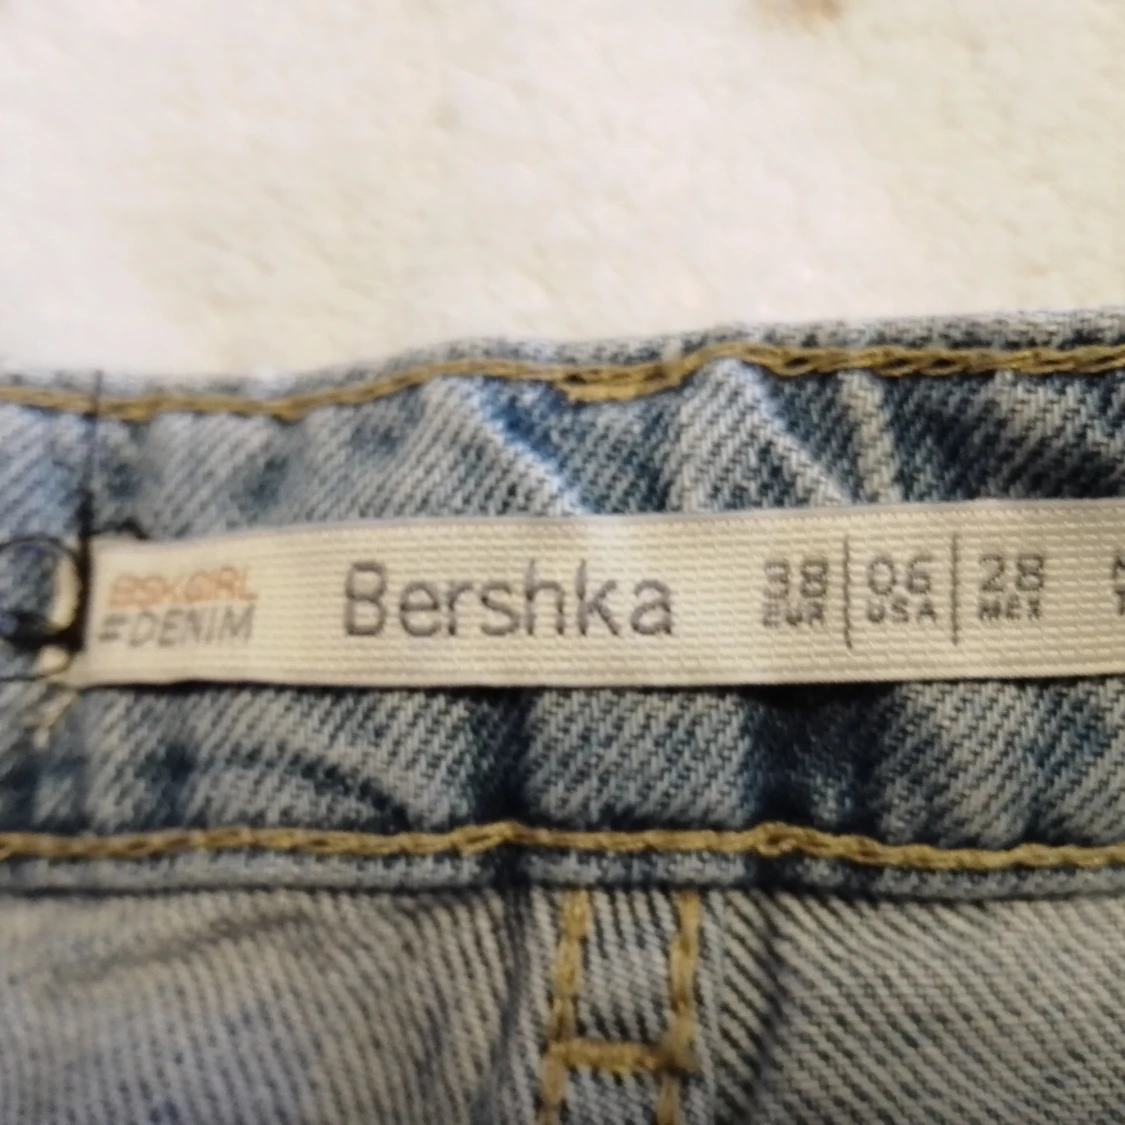 BSKGIRL
#DENIM
Bershka
38 | 06 | 28
EUR | USA | MEX